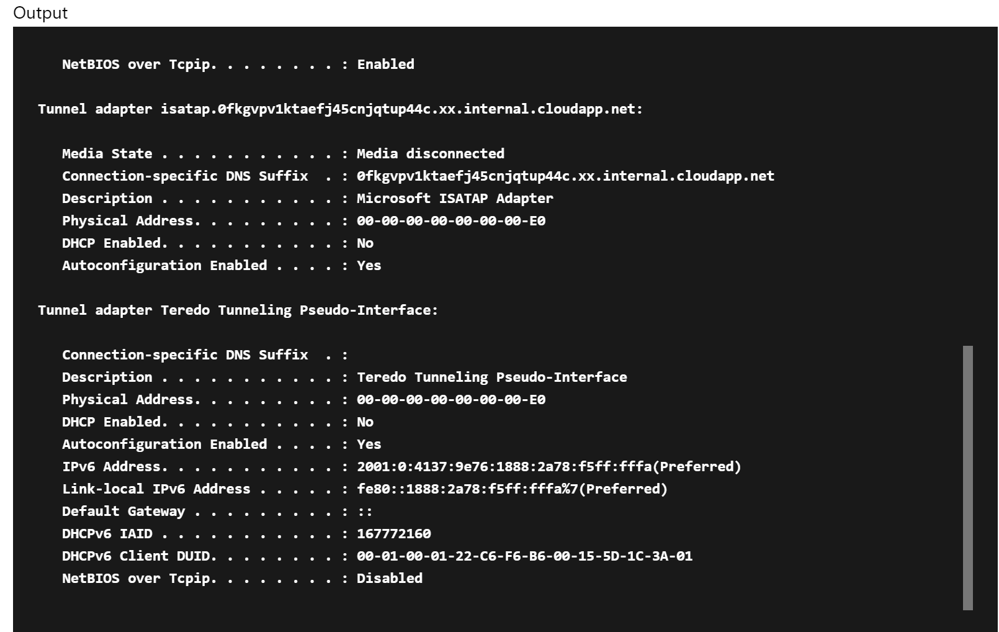 Output
NetBIOS over Tcpip. . . . . . . . : Enabled
Tunnel adapter isatap.0fkgvpv1ktaefj45cnjqtup44c.xx.internal.cloudapp.net:
Media State . . . . . . . . . . . : Media disconnected
Connection-specific DNS Suffix  . : 0fkgvpv1ktaefj45cnjqtup44c.xx.internal.cloudapp.net
Description . . . . . . . . . . . : Microsoft ISATAP Adapter
Physical Address. . . . . . . . . : 00-00-00-00-00-00-00-E0
DHCP Enabled. . . . . . . . . . . : No
Autoconfiguration Enabled . . . . : Yes
Tunnel adapter Teredo Tunneling Pseudo-Interface:
Connection-specific DNS Suffix  . :
Description . . . . . . . . . . . : Teredo Tunneling Pseudo-Interface
Physical Address. . . . . . . . . : 00-00-00-00-00-00-00-E0
DHCP Enabled. . . . . . . . . . . : No
Autoconfiguration Enabled . . . . : Yes
IPv6 Address. . . . . . . . . . . : 2001:0:4137:9e76:1888:2a78:f5ff:fffa(Preferred)
Link-local IPv6 Address . . . . . : fe80::1888:2a78:f5ff:fffa%7(Preferred)
Default Gateway . . . . . . . . . : ::
DHCPv6 IAID . . . . . . . . . . . : 167772160
DHCPv6 Client DUID. . . . . . . . : 00-01-00-01-22-C6-F6-B6-00-15-5D-1C-3A-01
NetBIOS over Tcpip. . . . . . . . : Disabled